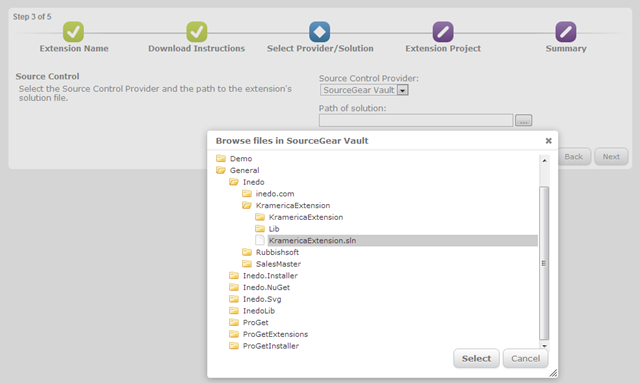 Step 3 of 5
Extension Name
Download Instructions
Select Provider/Solution
Extension Project
Summary
Source Control
Select the Source Control Provider and the path to the extension's
solution file.
Source Control Provider:
SourceGear Vault
Path of solution:
...
Back
Next
Browse files in SourceGear Vault
Demo
General
Inedo
inedo.com
KramericaExtension
KramericaExtension
Lib
KramericaExtension.sln
Rubbishsoft
SalesMaster
Inedo.Installer
Inedo.NuGet
Inedo.Svg
InedoLib
ProGet
ProGetExtensions
ProGetInstaller
Select
Cancel